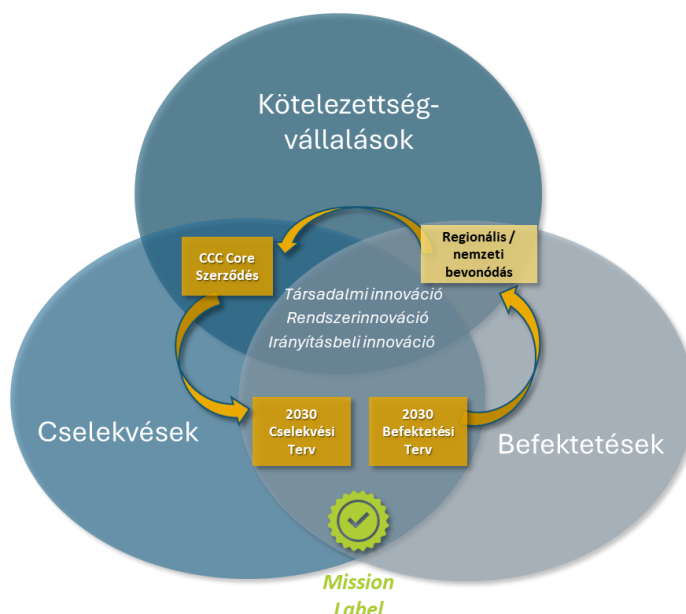 Kötelezettség-
vállalások
CCC Core
Szerződés
Regionális /
nemzeti
bevonódás
Társadalmi innováció
Rendszerinnováció
Irányításbeli innováció
Cselekvések
2030
Cselekvési
Terv
2030
Befektetési
Terv
Befektetések
Mission
Label